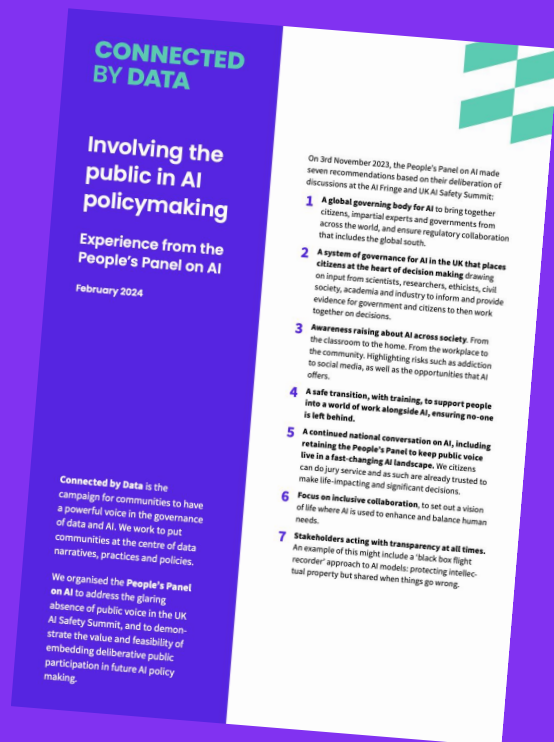 CONNECTED
BY DATA
Involving the
public in AI
policymaking
Experience from the
People's Panel on AI
February 2024
Connected by Data is the
campaign for communities to have
a powerful voice in the governance
of data and AI. We work to put
communities at the centre of data
narratives, practices and policies.
We organised the People's Panel
on AI to address the glaring
absence of public voice in the UK
AI Safety Summit, and to demon-
strate the value and feasibility of
embedding deliberative public
participation in future AI policy
making.
On 3rd November 2023, the People's Panel on AI made
seven recommendations based on their deliberation of
discussions at the AI Fringe and UK AI Safety Summit:
1 A global governing body for AI to bring together
citizens, impartial experts and governments from
across the world, and ensure regulatory collaboration
that includes the global south.
2 A system of governance for AI in the UK that places
citizens at the heart of decision making drawing
on input from scientists, researchers, ethicists, civil
society, academia and industry to inform and provide
evidence for government and citizens to then work
together on decisions.
3 Awareness raising about AI across society. From
the classroom to the home. From the workplace to
the community. Highlighting risks such as addiction
to social media, as well as the opportunities that AI
offers.
4 A safe transition, with training, to support people
into a world of work alongside AI, ensuring no-one
is left behind.
5 A continued national conversation on AI, including
retaining the People's Panel to keep public voice
live in a fast-changing AI landscape. We citizens
can do jury service and as such are already trusted to
make life-impacting and significant decisions.
6 Focus on inclusive collaboration, to set out a vision
of life where AI is used to enhance and balance human
needs.
7 Stakeholders acting with transparency at all times.
An example of this might include a 'black box flight
recorder' approach to AI models: protecting intellec-
tual property but shared when things go wrong.